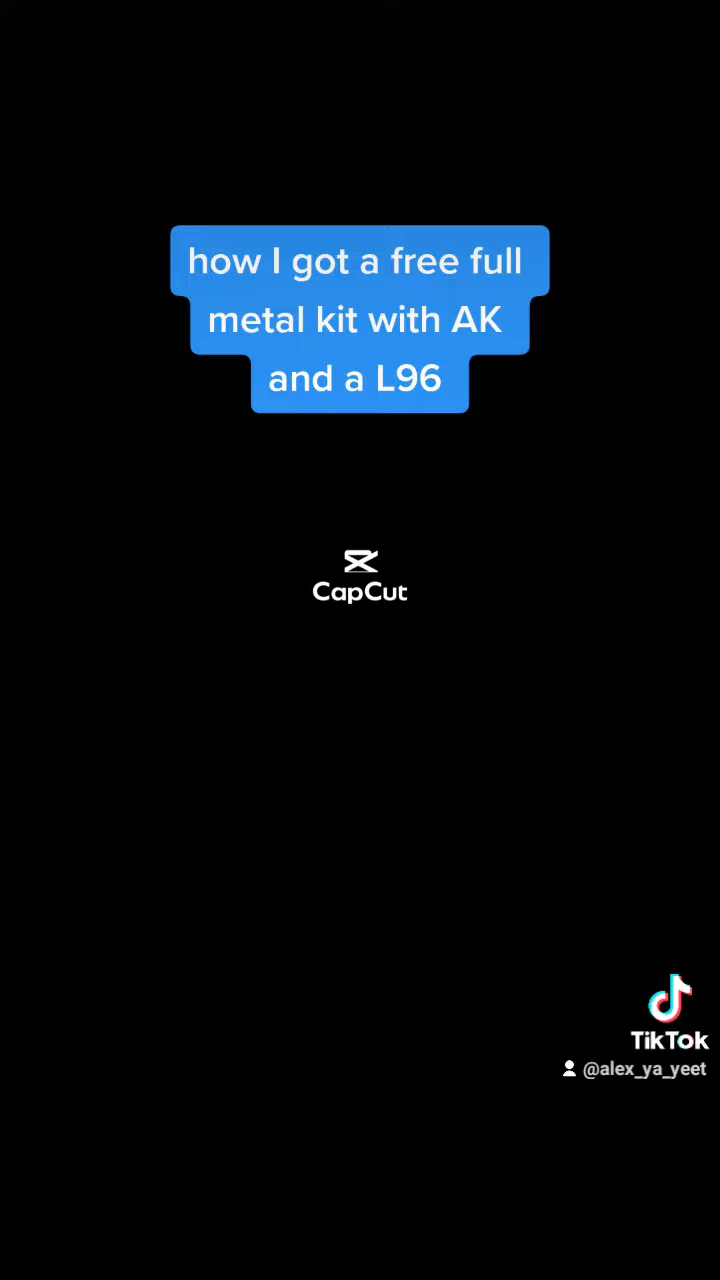 how I got a free full
metal kit with AK
and a L96
CapCut
TikTok
@alex_ya_yeet